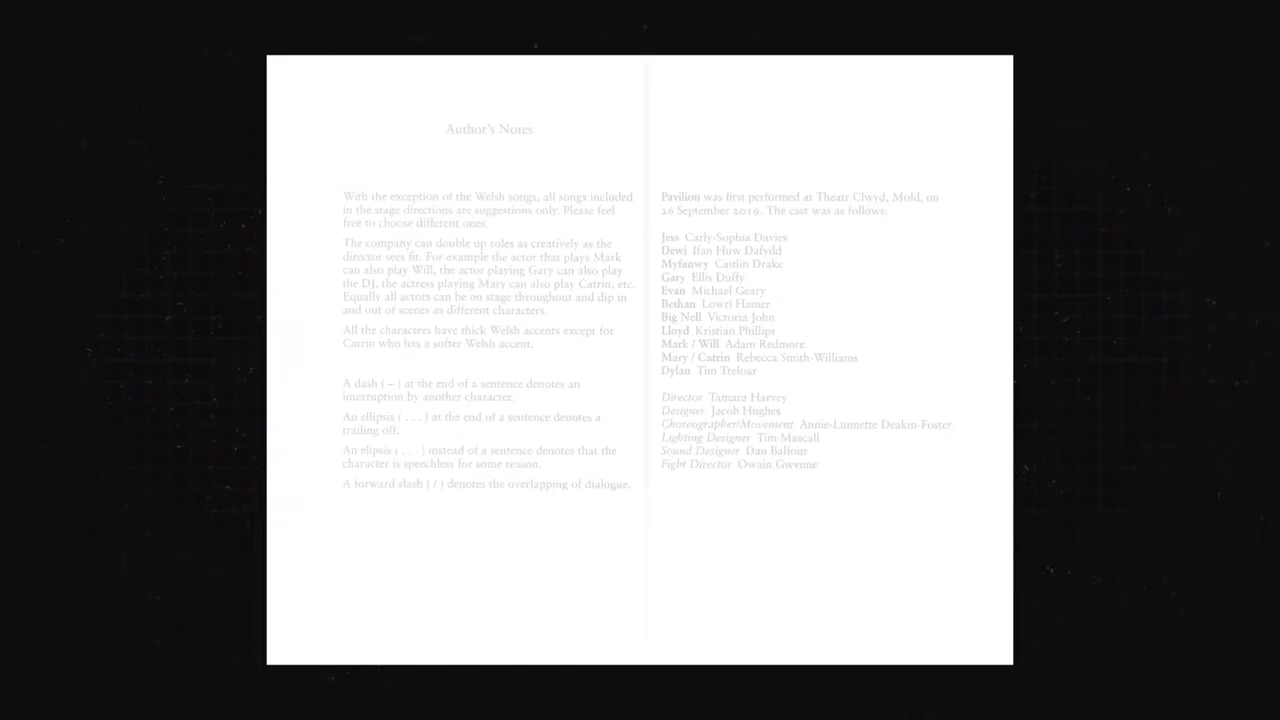 Author's Notes
With the exception of the Welsh songs, all songs included
in the stage directions are suggestions only. Please feel
free to choose different ones.
The company can double up roles as creatively as the
director sees fit. For example the actor that plays Mark
can also play Will, the actor playing Gary can also play
the DJ, the actress playing Mary can also play Catrin, etc.
Equally all actors can be on stage throughout and dip in
and out of scenes as different characters.
All the characters have thick Welsh accents except for
Catrin who has a softer Welsh accent.
A dash ( – ) at the end of a sentence denotes an
interruption by another character.
An ellipsis ( . . . ) at the end of a sentence denotes a
trailing off.
An elipsis ( . . . ) instead of a sentence denotes that the
character is speechless for some reason.
A forward slash ( / ) denotes the overlapping of dialogue.
Pavilion was first performed at Theatr Clwyd, Mold, on
26 September 2019. The cast was as follows:
Jess Carly-Sophia Davies
Dewi Ifan Huw Dafydd
Myfanwy Caitlin Drake
Gary Ellis Duffy
Evan Michael Geary
Bethan Lowri Hamer
Big Nell Victoria John
Lloyd Kristian Phillips
Mark / Will Adam Redmore
Mary / Catrin Rebecca Smith-Williams
Dylan Tim Treloar
Director Tamara Harvey
Designer Jacob Hughes
Choreographer/Movement Annie-Lunnette Deakin-Foster
Lighting Designer Tim Mascall
Sound Designer Dan Balfour
Fight Director Owain Gwynne